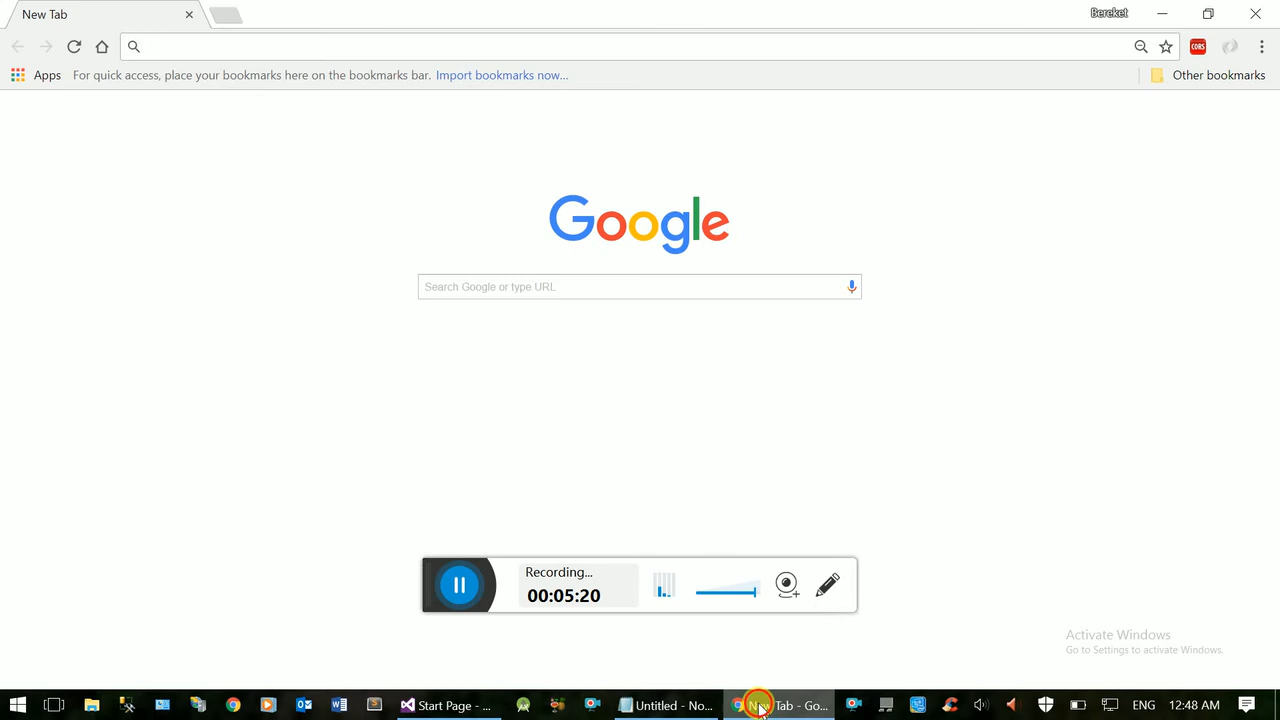 New Tab
Bereket
CORS
Apps For quick access, place your bookmarks here on the bookmarks bar. Import bookmarks now... Other bookmarks
Google
Search Google or type URL
Recording...
00:05:20
Activate Windows
Go to Settings to activate Windows.
Start Page - ... Untitled - No... New Tab - Go... ENG 12:48 AM